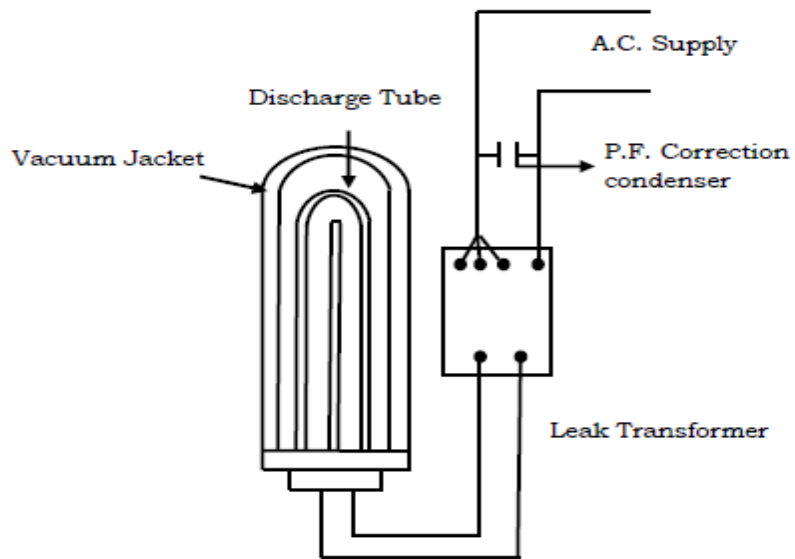 A.C. Supply
Discharge Tube
Vacuum Jacket
P.F. Correction
condenser
Leak Transformer